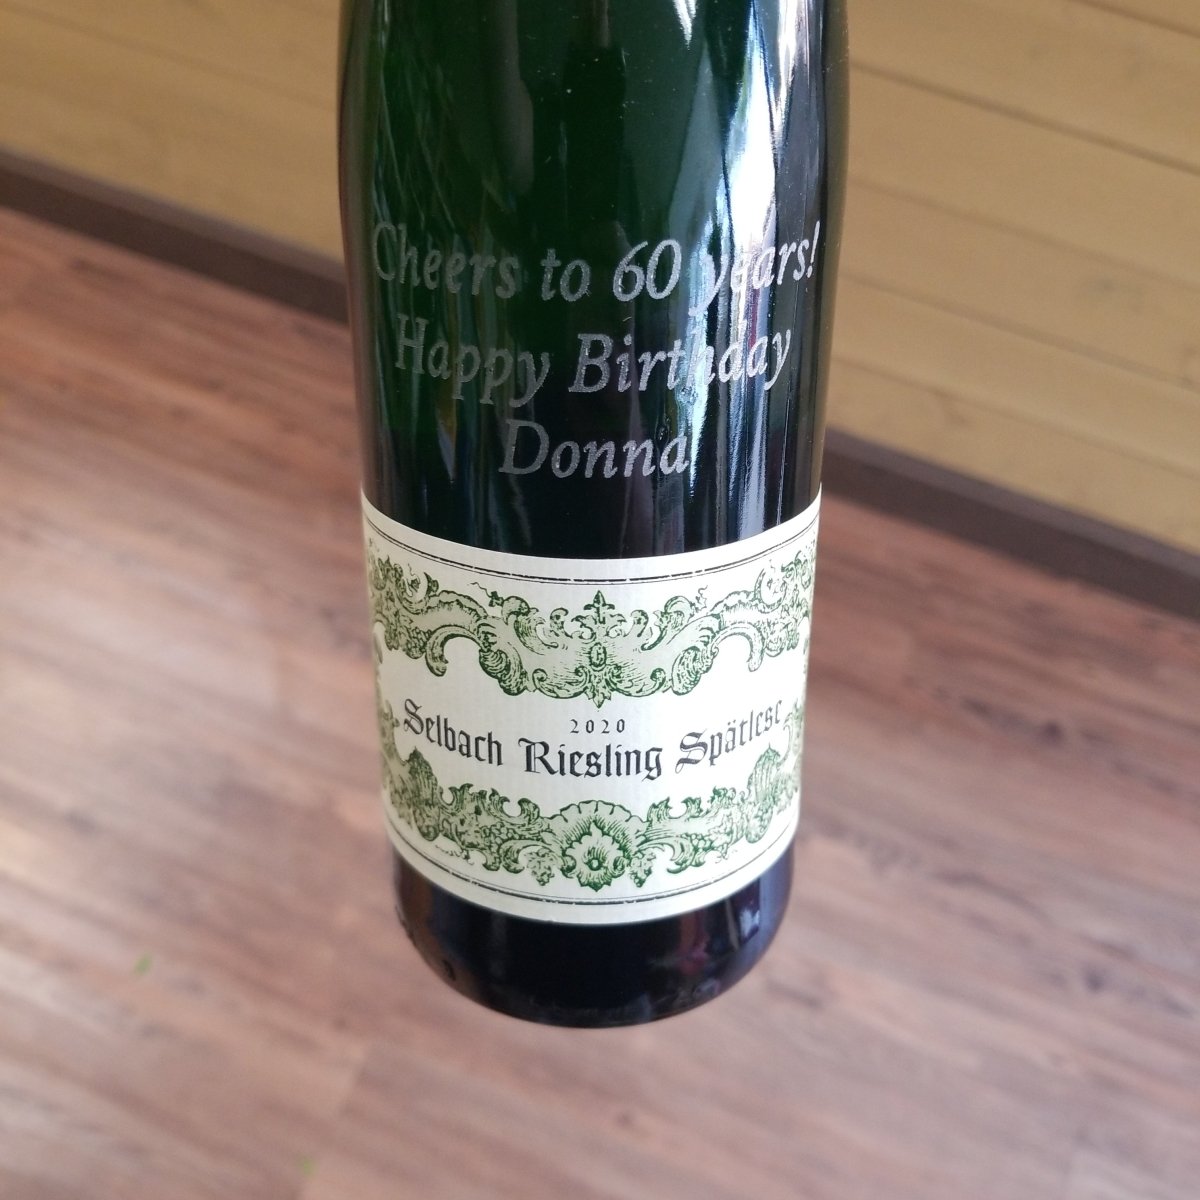 Cheers to 60 years!
Happy Birthday
Donna
2020
Selbach Riesling Spätlese